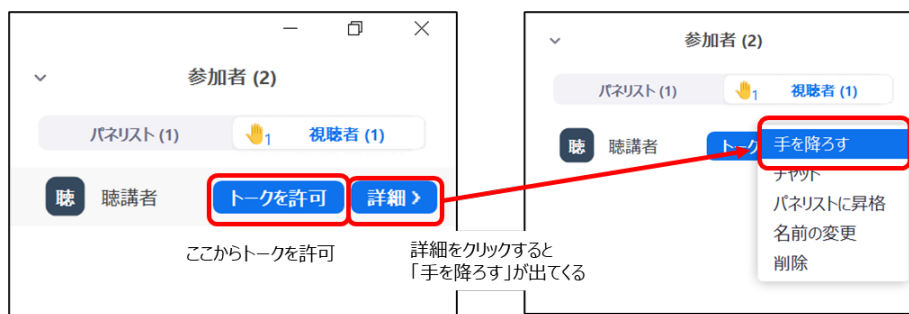 参加者 (2)
パネリスト (1)
1
視聴者 (1)
聴
聴講者
トークを許可
詳細 >
ここからトークを許可
詳細をクリックすると
「手を降ろす」が出てくる
参加者 (2)
パネリスト (1)
1
視聴者 (1)
聴
聴講者
トーク
手を降ろす
チャット
パネリストに昇格
名前の変更
削除